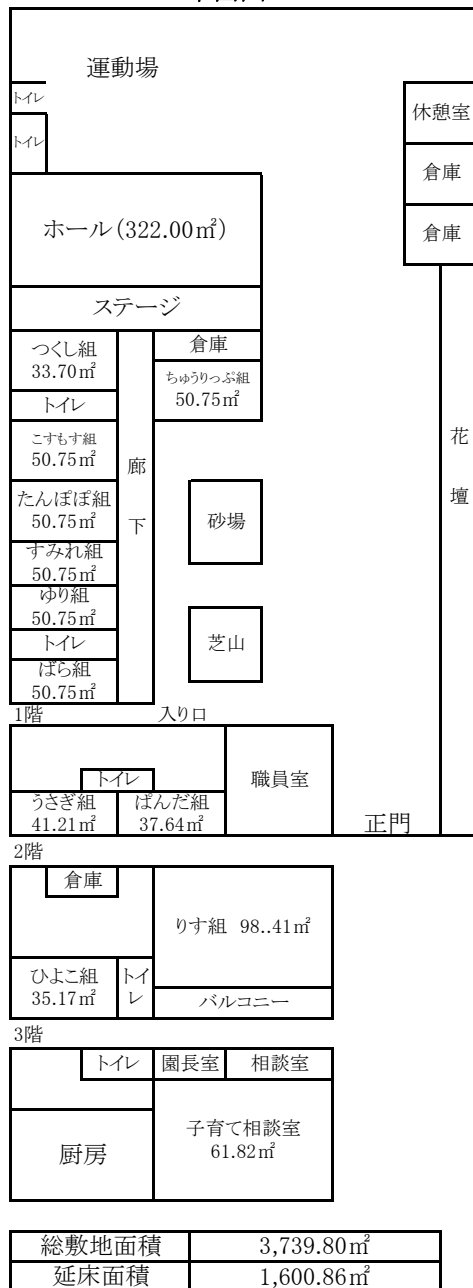 運動場
トイレ
トイレ
休憩室
倉庫
倉庫
ホール(322.00㎡)
ステージ
つくし組
33.70㎡
倉庫
ちゅうりっぷ組
50.75㎡
トイレ
こすもす組
50.75㎡
廊下
花壇
たんぽぽ組
50.75㎡
砂場
すみれ組
50.75㎡
ゆり組
50.75㎡
トイレ
芝山
ばら組
50.75㎡
1階
入り口
トイレ
職員室
うさぎ組
41.21㎡
ぱんだ組
37.64㎡
正門
2階
倉庫
りす組 98..41㎡
ひよこ組
35.17㎡
トイレ
バルコニー
3階
トイレ
園長室
相談室
子育て相談室
61.82㎡
厨房
総敷地面積 3,739.80㎡
延床面積 1,600.86㎡